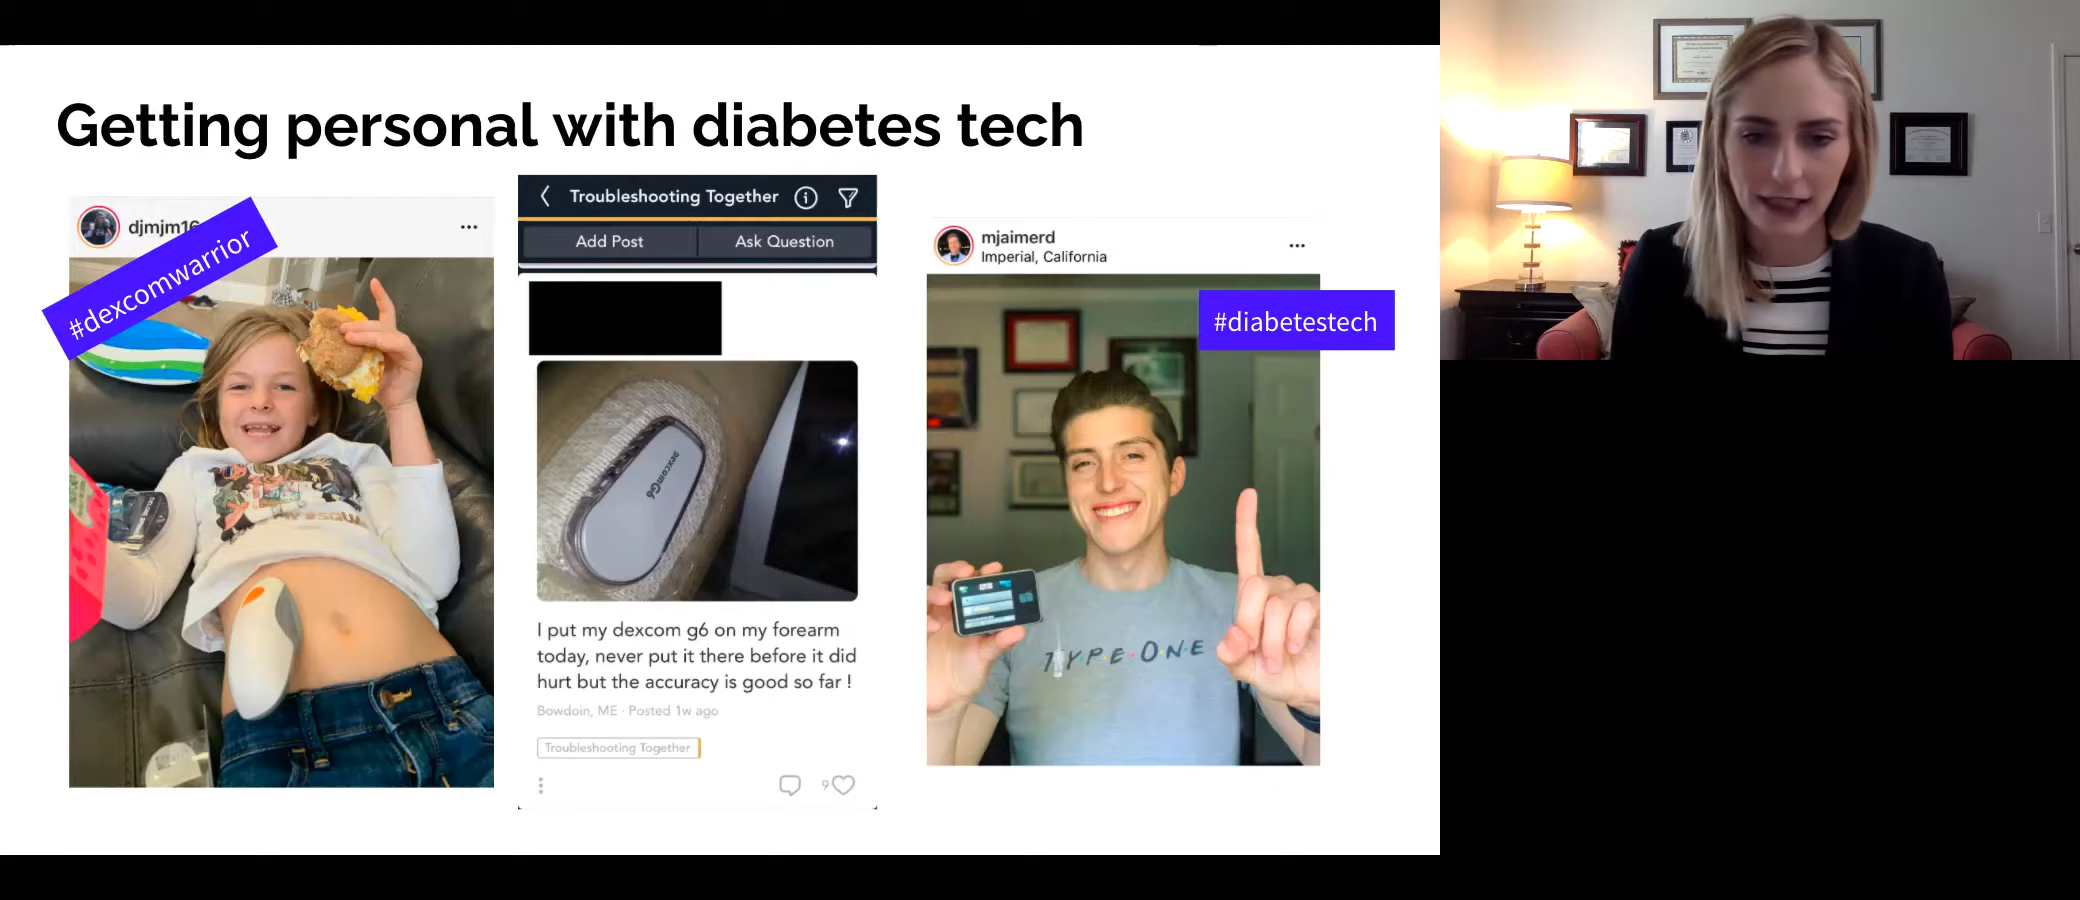 Getting personal with diabetes tech
djmjm16
#dexcomwarrior
Troubleshooting Together
Add Post
Ask Question
dexcomG6
I put my dexcom g6 on my forearm
today, never put it there before it did
hurt but the accuracy is good so far !
Bowdoin, ME · Posted 1w ago
Troubleshooting Together
9
mjaimerd
Imperial, California
#diabetestech
TYPE·ONE